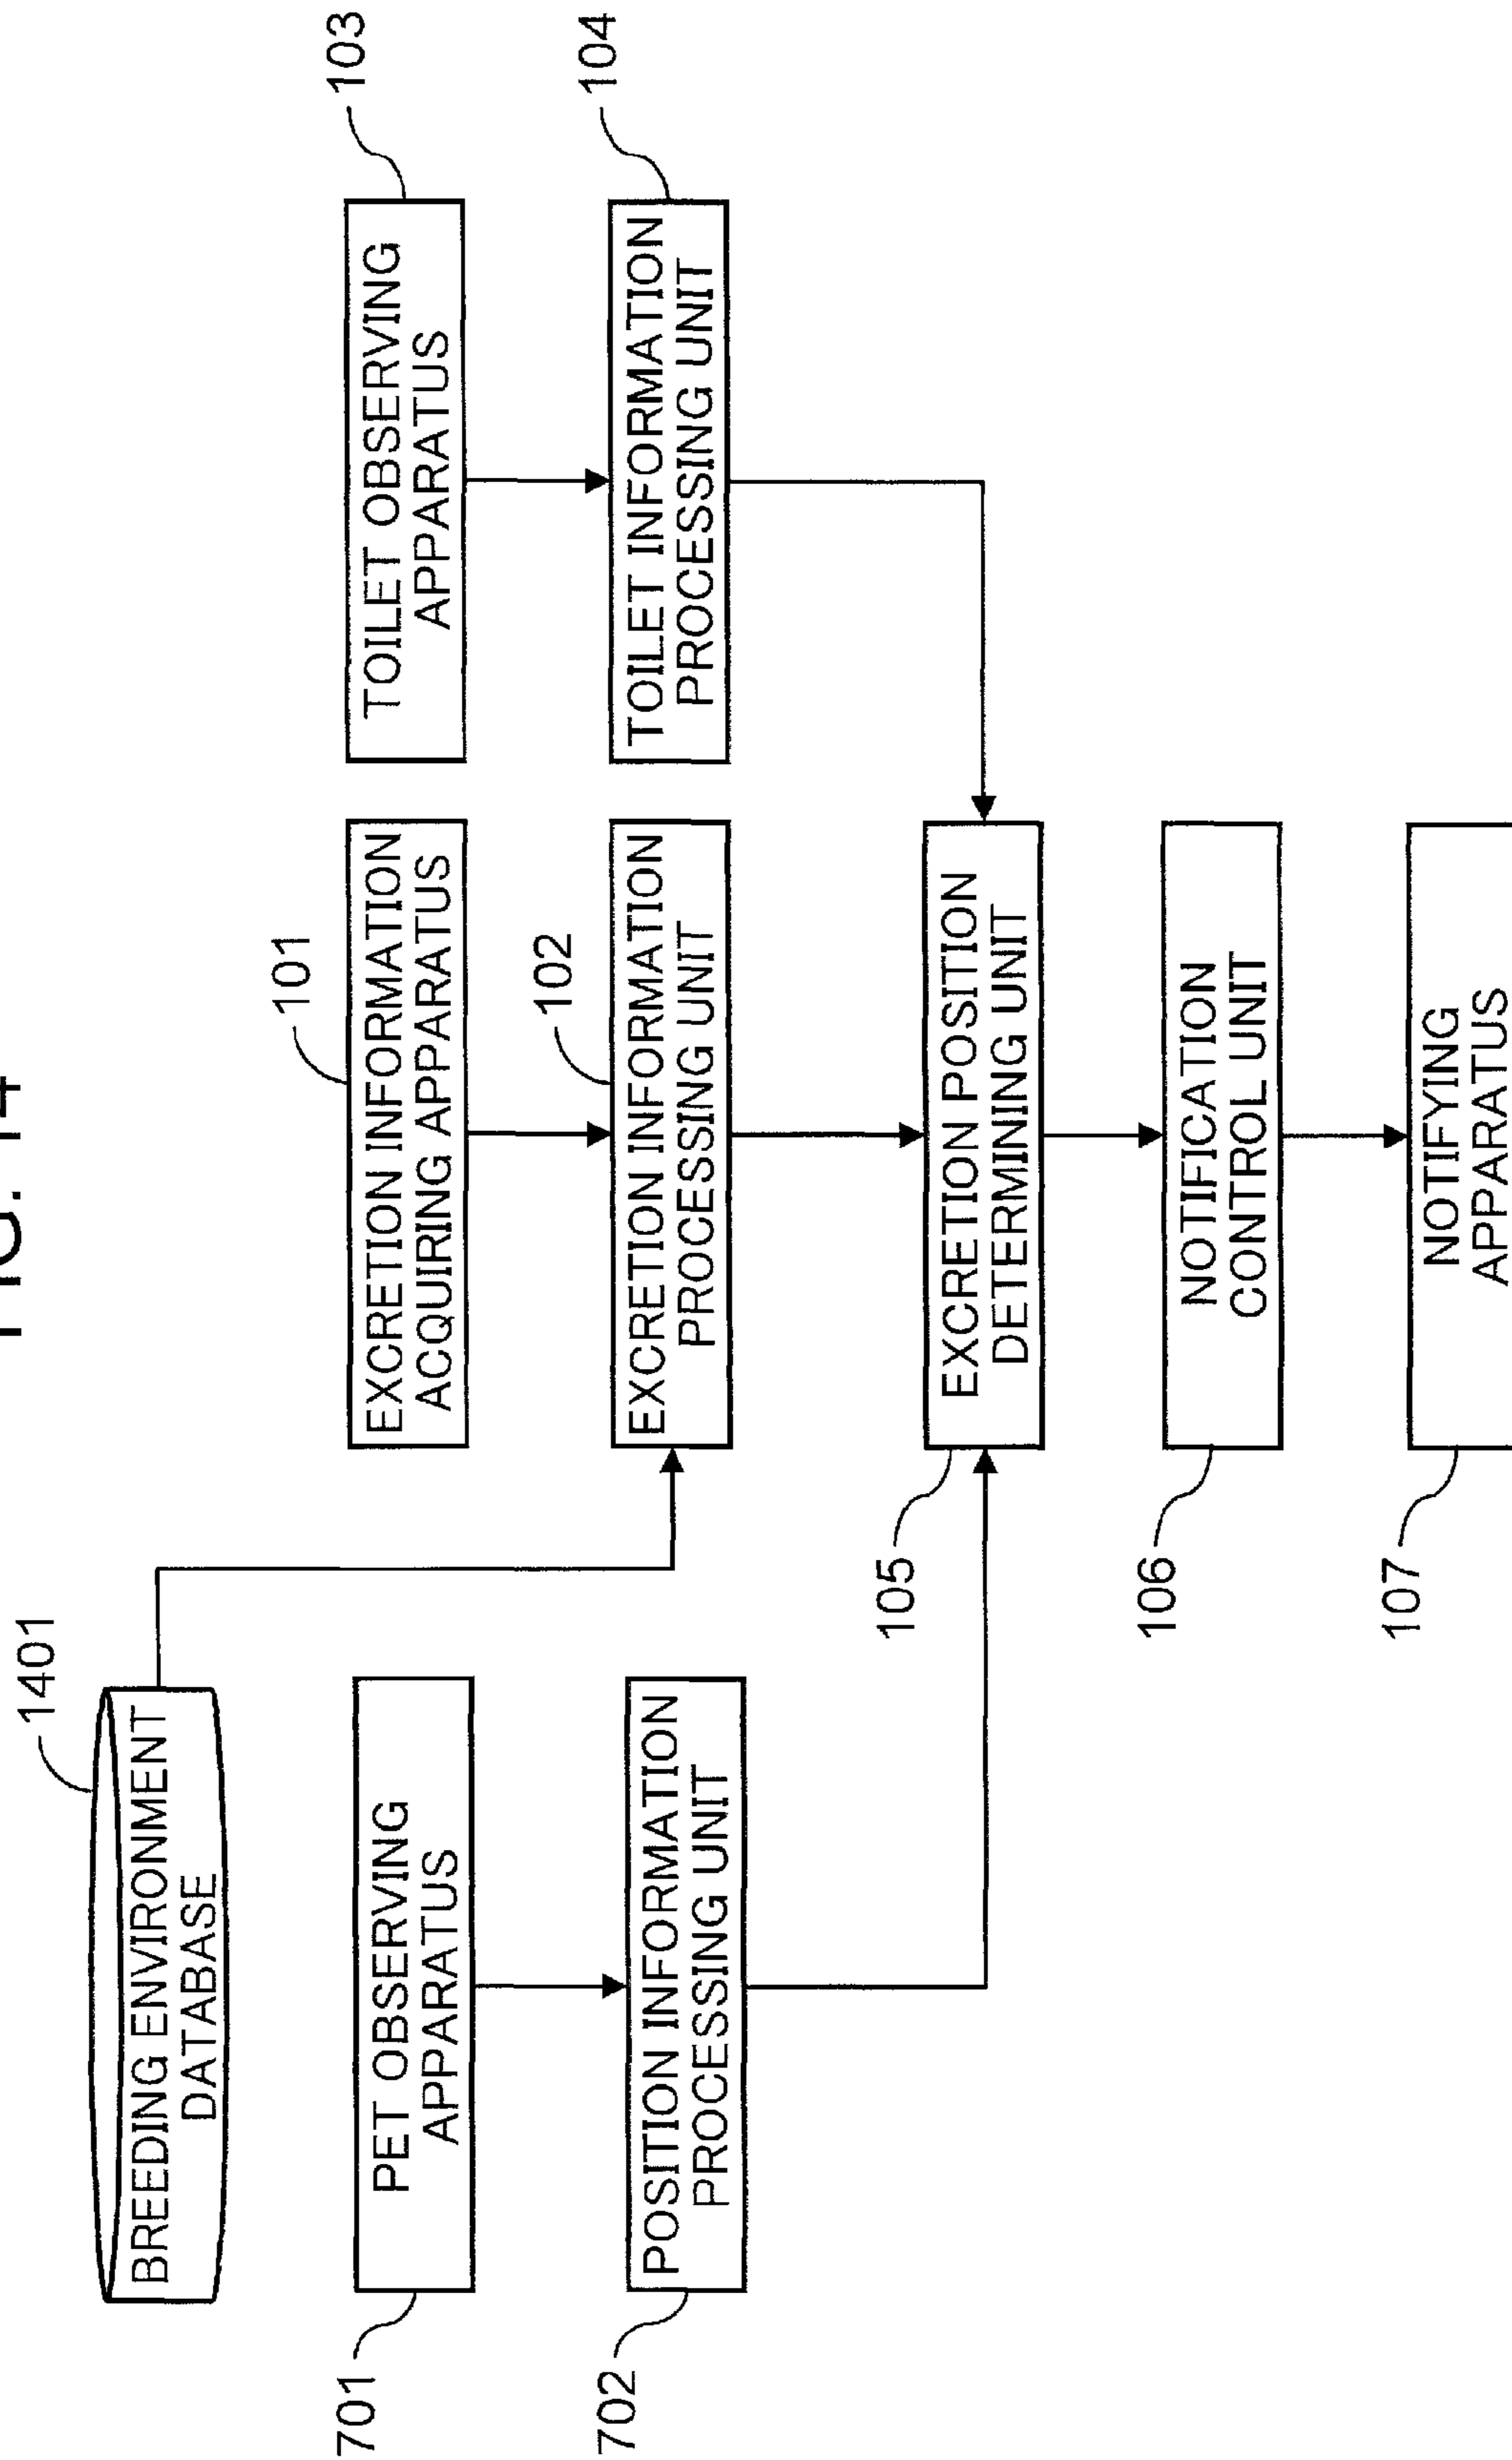 FIG. 14
1401
BREEDING ENVIRONMENT
DATABASE
701
PET OBSERVING
APPARATUS
101
EXCRETION INFORMATION
ACQUIRING APPARATUS
103
TOILET OBSERVING
APPARATUS
702
POSITION INFORMATION
PROCESSING UNIT
102
EXCRETION INFORMATION
PROCESSING UNIT
104
TOILET INFORMATION
PROCESSING UNIT
105
EXCRETION POSITION
DETERMINING UNIT
106
NOTIFICATION
CONTROL UNIT
107
NOTIFYING
APPARATUS